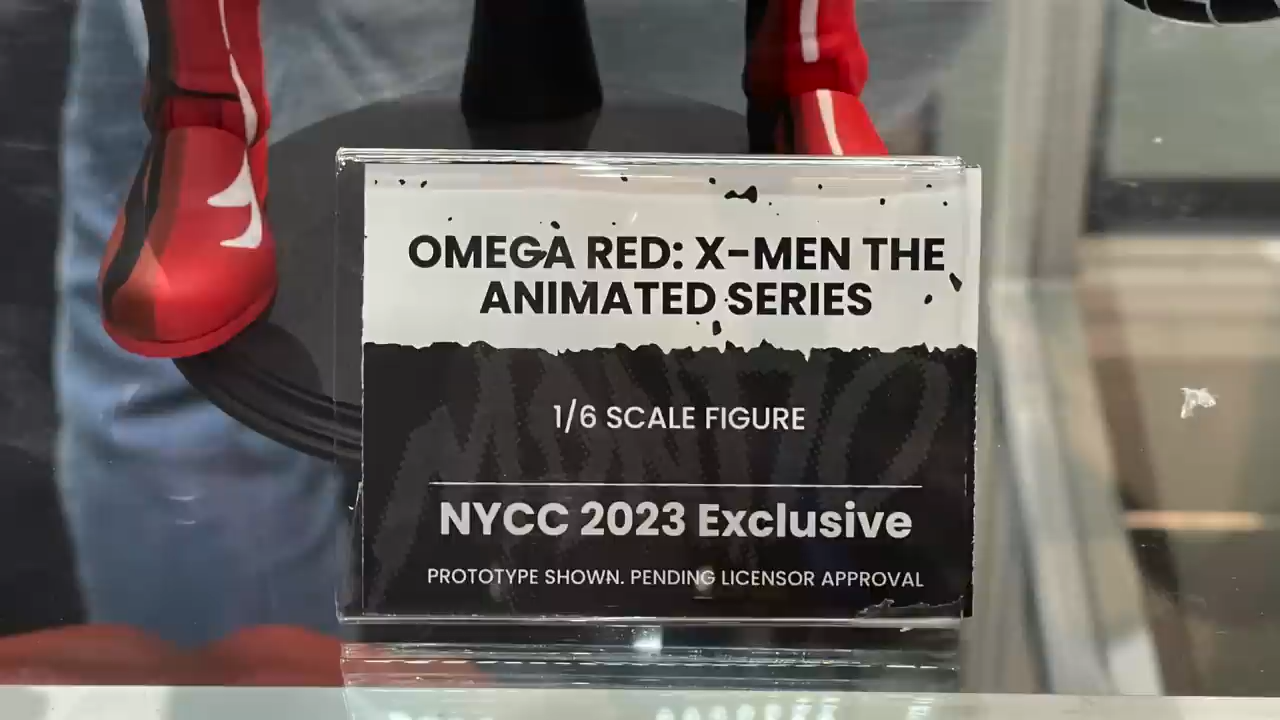 OMEGA RED: X-MEN THE
ANIMATED SERIES
1/6 SCALE FIGURE
NYCC 2023 Exclusive
PROTOTYPE SHOWN. PENDING LICENSOR APPROVAL